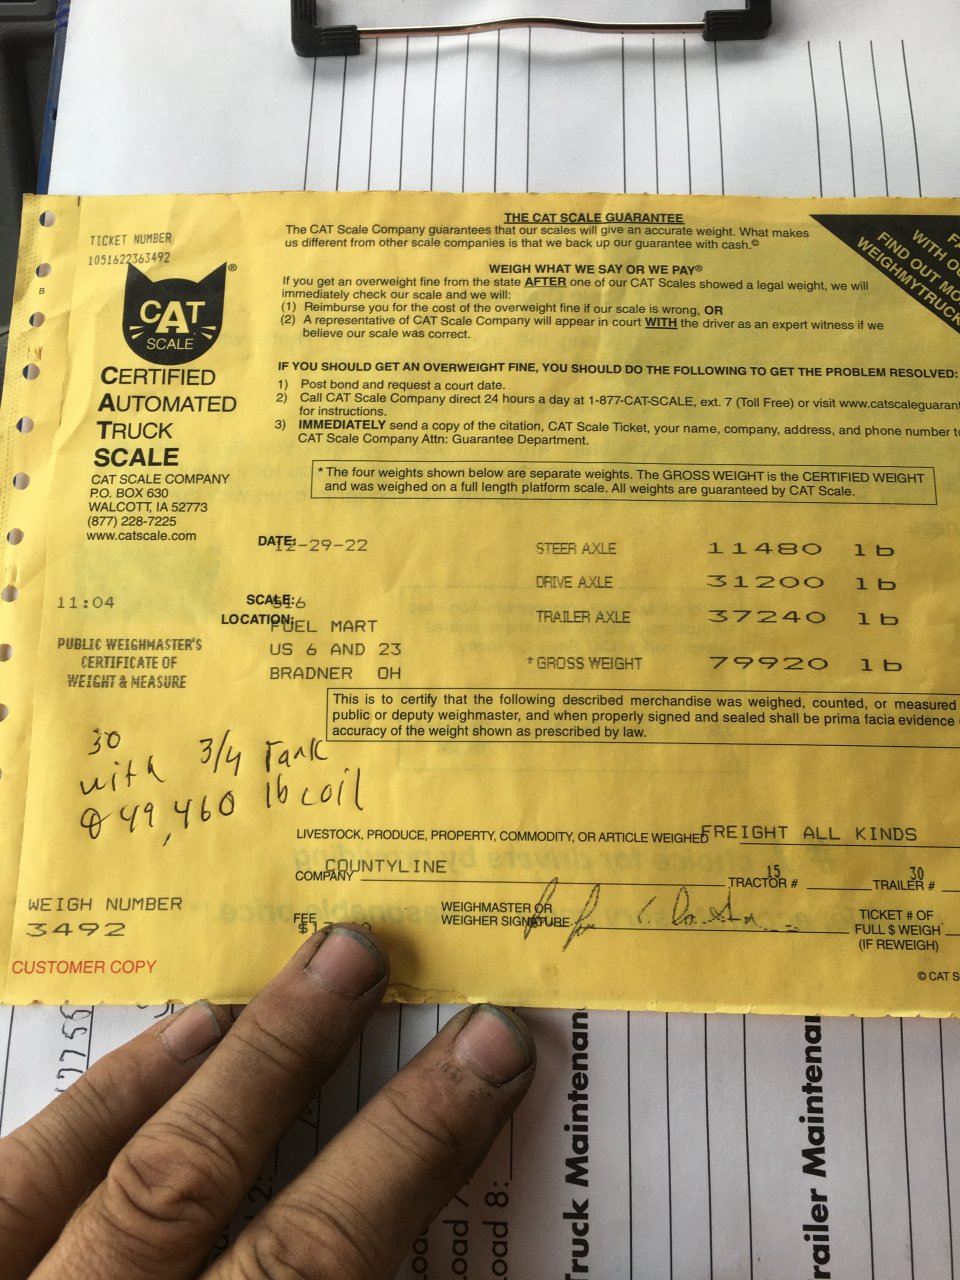 TICKET NUMBER
1051622363492
CAT
SCALE
®
CERTIFIED
AUTOMATED
TRUCK
SCALE
CAT SCALE COMPANY
P.O. BOX 630
WALCOTT, IA 52773
(877) 228-7225
www.catscale.com
THE CAT SCALE GUARANTEE
The CAT Scale Company guarantees that our scales will give an accurate weight. What makes
us different from other scale companies is that we back up our guarantee with cash.©
WEIGH WHAT WE SAY OR WE PAY®
If you get an overweight fine from the state AFTER one of our CAT Scales showed a legal weight, we will
immediately check our scale and we will:
(1) Reimburse you for the cost of the overweight fine if our scale is wrong, OR
(2) A representative of CAT Scale Company will appear in court WITH the driver as an expert witness if we
believe our scale was correct.
WITH
FIND OUT
WEIGHMYTRUCK
IF YOU SHOULD GET AN OVERWEIGHT FINE, YOU SHOULD DO THE FOLLOWING TO GET THE PROBLEM RESOLVED:
1) Post bond and request a court date.
2) Call CAT Scale Company direct 24 hours a day at 1-877-CAT-SCALE, ext. 7 (Toll Free) or visit www.catscaleguarant
for instructions.
3) IMMEDIATELY send a copy of the citation, CAT Scale Ticket, your name, company, address, and phone number to
CAT Scale Company Attn: Guarantee Department.
* The four weights shown below are separate weights. The GROSS WEIGHT is the CERTIFIED WEIGHT
and was weighed on a full length platform scale. All weights are guaranteed by CAT Scale.
DATE: 12-29-22
11:04
SCALE: 516
LOCATION:
FUEL MART
US 6 AND 23
BRADNER OH
PUBLIC WEIGHMASTER'S
CERTIFICATE OF
WEIGHT & MEASURE
STEER AXLE 11480 lb
DRIVE AXLE 31200 lb
TRAILER AXLE 37240 lb
* GROSS WEIGHT 79920 lb
This is to certify that the following described merchandise was weighed, counted, or measured
public or deputy weighmaster, and when properly signed and sealed shall be prima facia evidence
accuracy of the weight shown as prescribed by law.
30
with 3/4 Tank
49,460 lb coil
LIVESTOCK, PRODUCE, PROPERTY, COMMODITY, OR ARTICLE WEIGHED FREIGHT ALL KINDS
COMPANY COUNTYLINE
TRACTOR # 15
TRAILER # 30
WEIGH NUMBER
3492
FEE
WEIGHMASTER OR
WEIGHER SIGNATURE
TICKET # OF
FULL $ WEIGH
(IF REWEIGH)
CUSTOMER COPY
© CAT S
Truck Maintenan
railer Maintenan
oad 8: